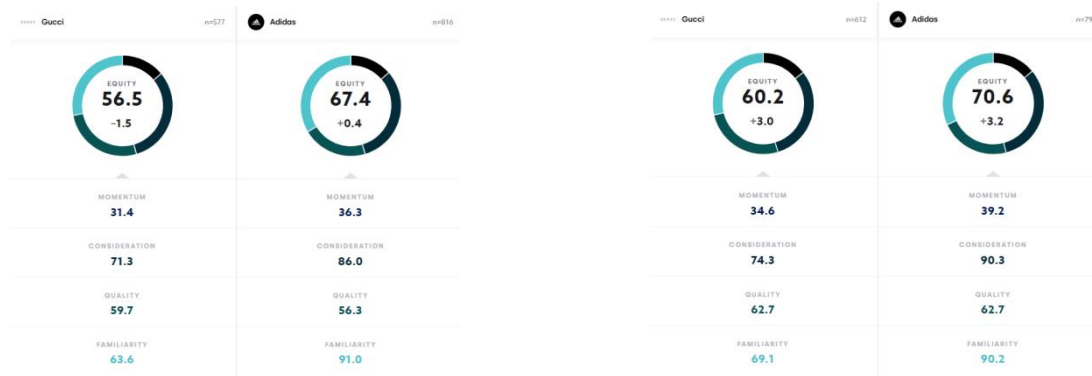 Gucci n=577 Adidas n=816
EQUITY
56.5
-1.5
EQUITY
67.4
+0.4
MOMENTUM
31.4
MOMENTUM
36.3
CONSIDERATION
71.3
CONSIDERATION
86.0
QUALITY
59.7
QUALITY
56.3
FAMILIARITY
63.6
FAMILIARITY
91.0
Gucci n=612 Adidas n=79
EQUITY
60.2
+3.0
EQUITY
70.6
+3.2
MOMENTUM
34.6
MOMENTUM
39.2
CONSIDERATION
74.3
CONSIDERATION
90.3
QUALITY
62.7
QUALITY
62.7
FAMILIARITY
69.1
FAMILIARITY
90.2